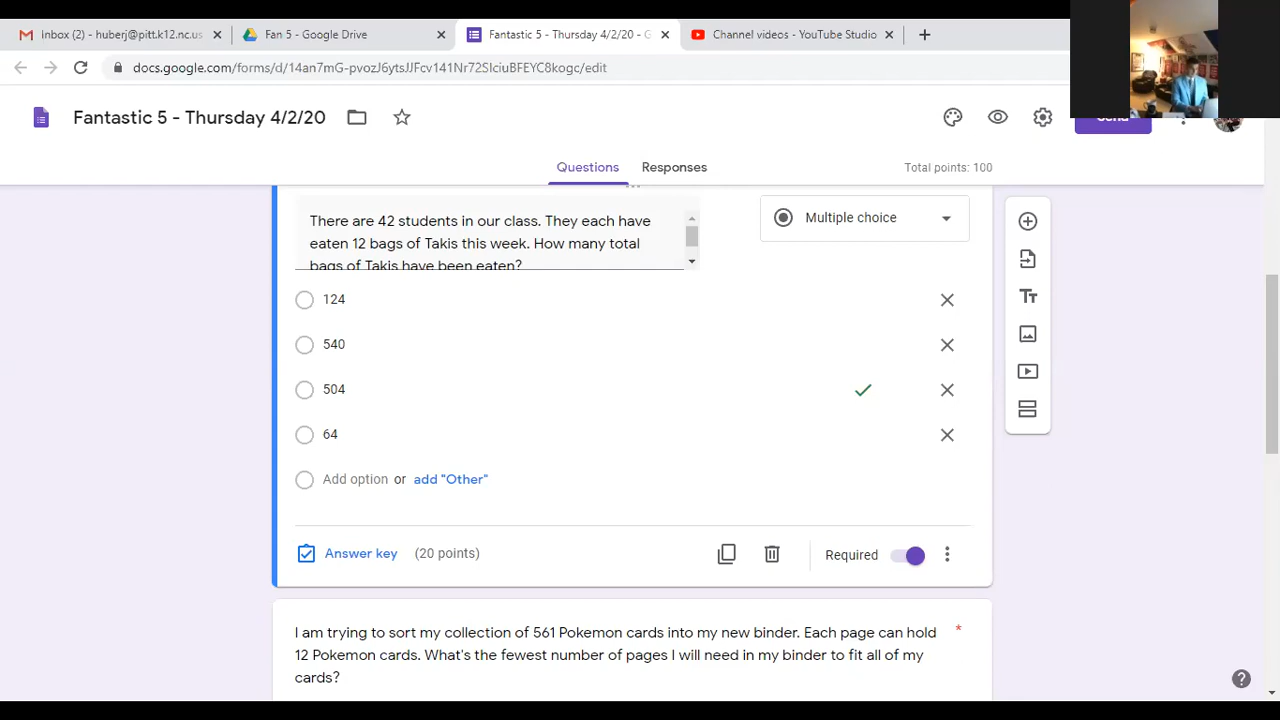 Inbox (2) - huberj@pitt.k12.nc.us
Fan 5 - Google Drive
Fantastic 5 - Thursday 4/2/20 - G
Channel videos - YouTube Studio
docs.google.com/forms/d/14an7mG-pvozJ6ytsJJFcv141Nr72SlciuBFEYC8kogc/edit
Fantastic 5 - Thursday 4/2/20
Send
Questions
Responses
Total points: 100
There are 42 students in our class. They each have
eaten 12 bags of Takis this week. How many total
bags of Takis have been eaten?
Multiple choice
124
540
504
64
Add option or add "Other"
Answer key (20 points)
Required
I am trying to sort my collection of 561 Pokemon cards into my new binder. Each page can hold *
12 Pokemon cards. What's the fewest number of pages I will need in my binder to fit all of my
cards?